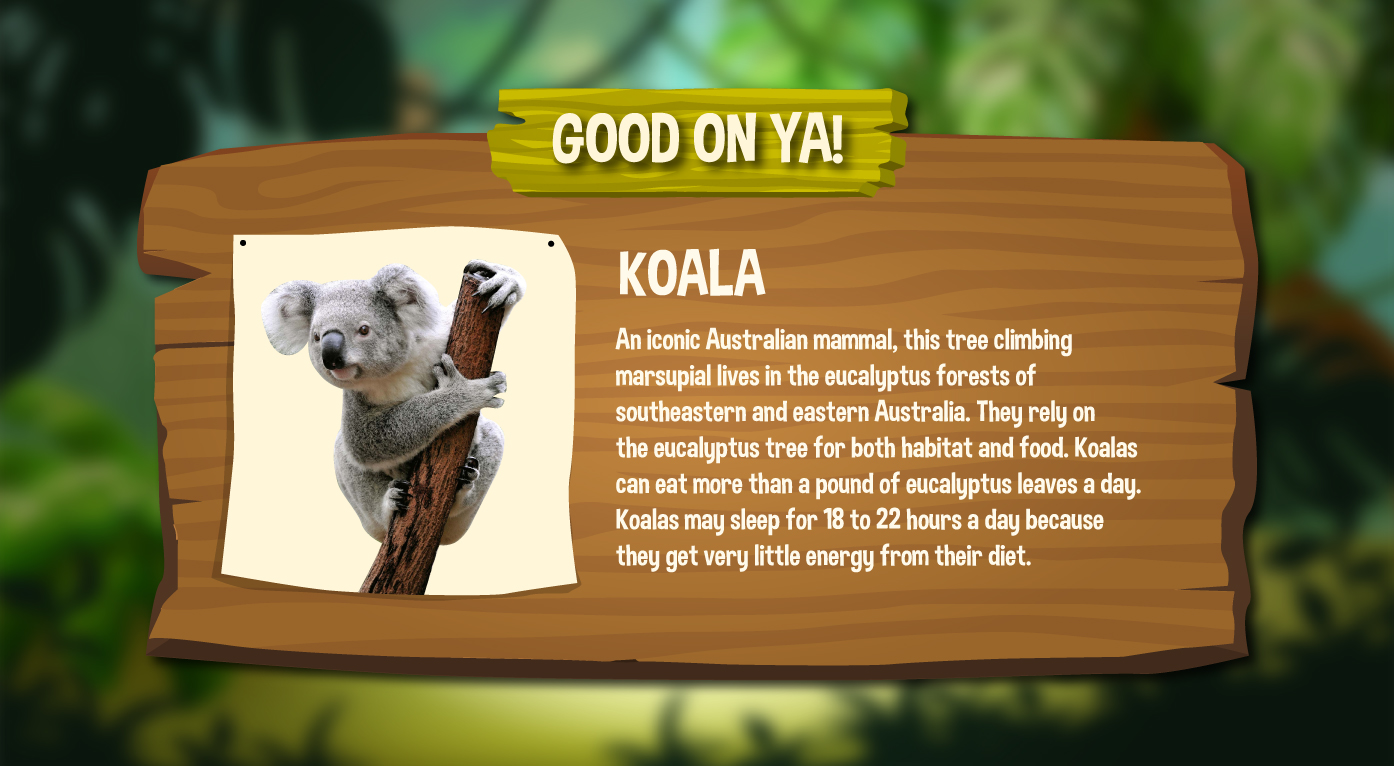 GOOD ON YA!
KOALA
An iconic Australian mammal, this tree climbing
marsupial lives in the eucalyptus forests of
southeastern and eastern Australia. They rely on
the eucalyptus tree for both habitat and food. Koalas
can eat more than a pound of eucalyptus leaves a day.
Koalas may sleep for 18 to 22 hours a day because
they get very little energy from their diet.